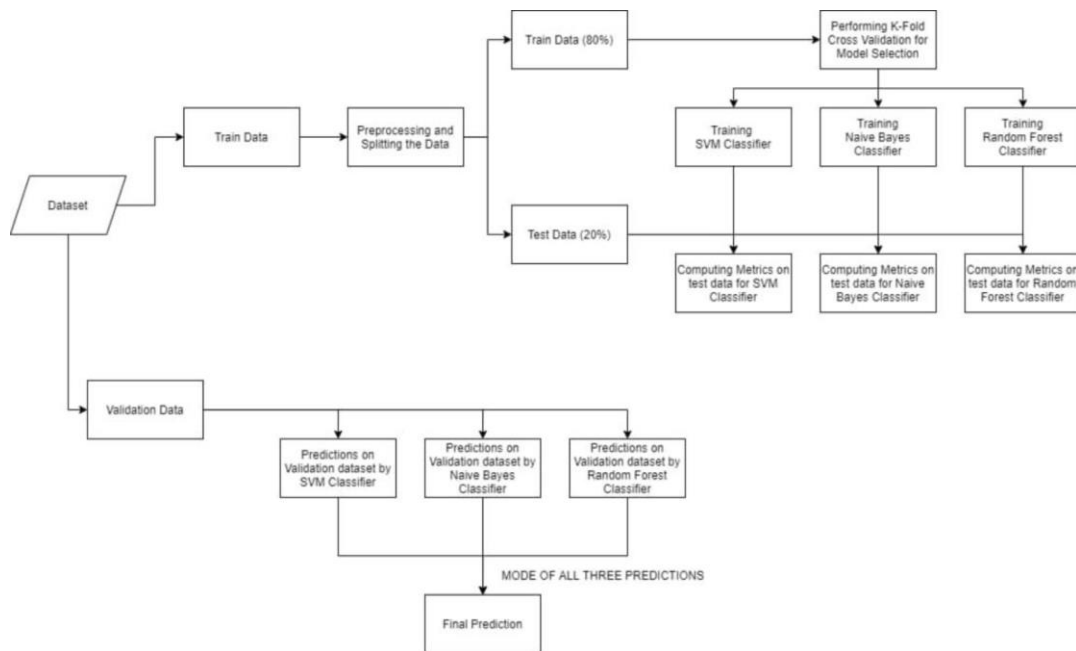 Train Data (80%)
Performing K-Fold
Cross Validation for
Model Selection
Train Data
Preprocessing and
Splitting the Data
Training
SVM Classifier
Training
Naive Bayes
Classifier
Training
Random Forest
Classifier
Dataset
Test Data (20%)
Computing Metrics on
test data for SVM
Classifier
Computing Metrics on
test data for Naive
Bayes Classifier
Computing Metrics on
test data for Random
Forest Classifier
Validation Data
Predictions on
Validation dataset by
SVM Classifier
Predictions on
Validation dataset by
Naive Bayes
Classifier
Predictions on
Validation dataset by
Random Forest
Classifier
MODE OF ALL THREE PREDICTIONS
Final Prediction